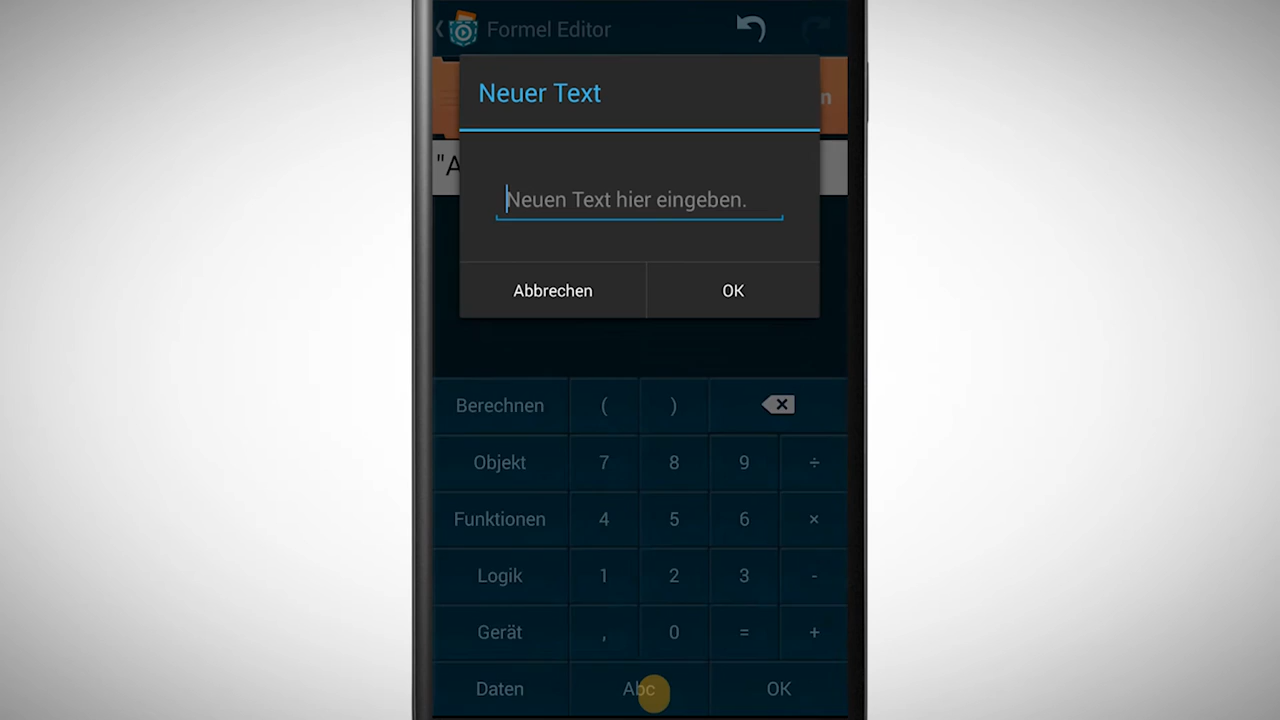 Formel Editor
Neuer Text
"A
Neuen Text hier eingeben.
Abbrechen OK
Berechnen ( )
Objekt 7 8 9 ÷
Funktionen 4 5 6 ×
Logik 1 2 3 -
Gerät , 0 = +
Daten Abc OK